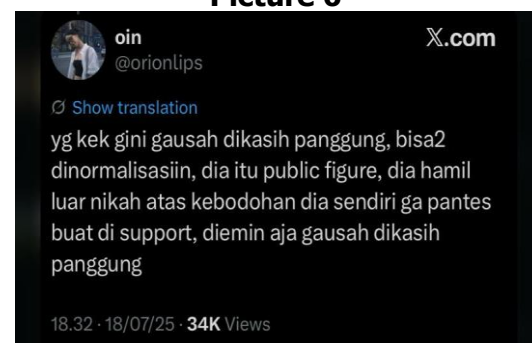 Picture 6
oin
𝕏.com
@orionlips
Show translation
yg kek gini gausah dikasih panggung, bisa2
dinormalisasiin, dia itu public figure, dia hamil
luar nikah atas kebodohan dia sendiri ga pantes
buat di support, diemin aja gausah dikasih
panggung
18.32 · 18/07/25 · 34K Views